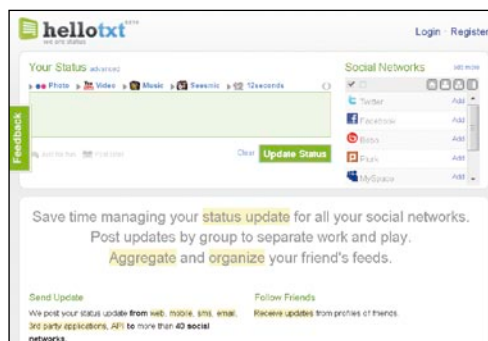 hellotxt BETA
we are status
Login · Register
Your Status advanced
Photo Video Music Seesmic 12seconds
Clear Update Status
Feedback
Social Networks add more
Twitter Add
Facebook Add
Bebo Add
Plurk Add
MySpace Add
Save time managing your status update for all your social networks.
Post updates by group to separate work and play.
Aggregate and organize your friend's feeds.
Send Update
We post your status update from web, mobile, sms, email,
3rd party applications, API to more than 40 social
networks.
Follow Friends
Receive updates from profiles of friends.